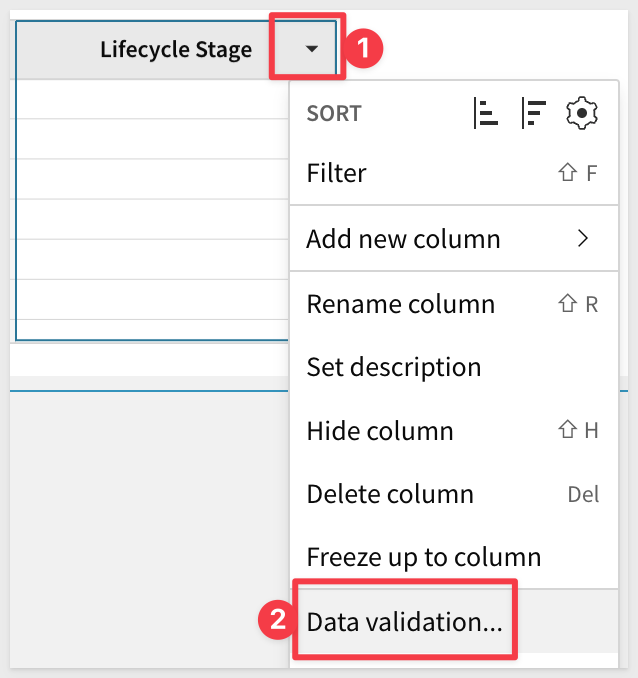 Lifecycle Stage
1
SORT
Filter ⇧ F
Add new column
Rename column ⇧ R
Set description
Hide column ⇧ H
Delete column Del
Freeze up to column
2
Data validation...